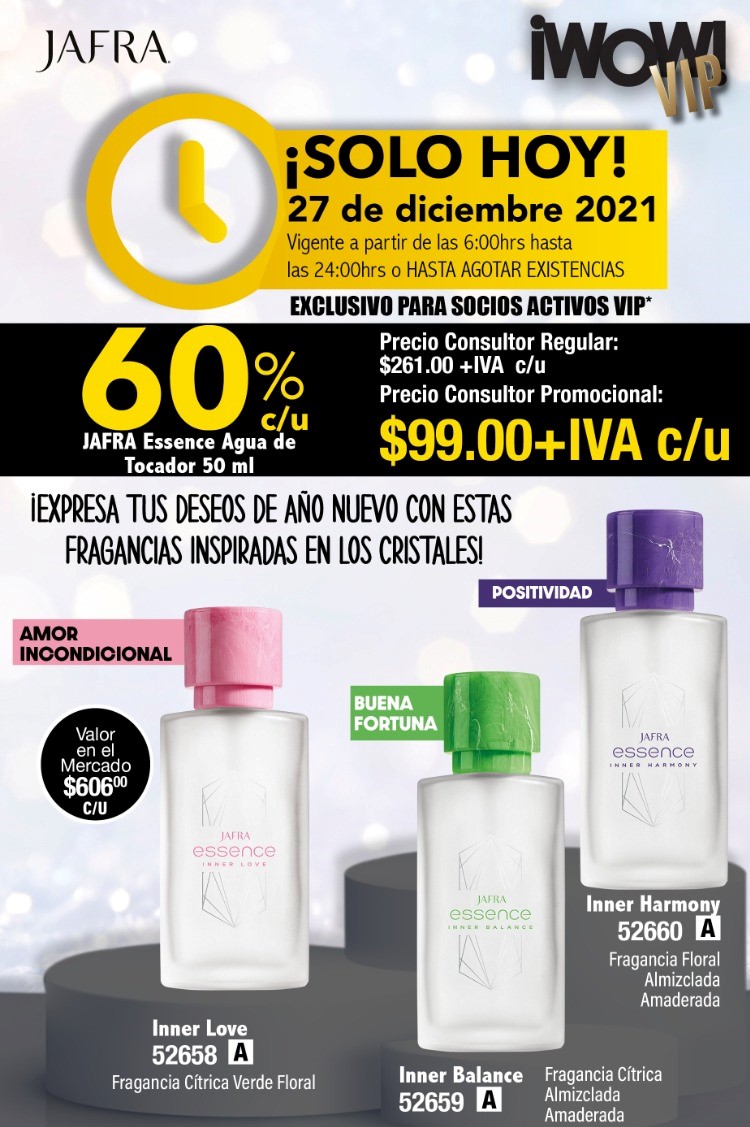 JAFRA
¡WOW!
VIP
¡SOLO HOY!
27 de diciembre 2021
Vigente a partir de las 6:00hrs hasta
las 24:00hrs o HASTA AGOTAR EXISTENCIAS
EXCLUSIVO PARA SOCIOS ACTIVOS VIP*
60% c/u
JAFRA Essence Agua de
Tocador 50 ml
Precio Consultor Regular:
$261.00 +IVA c/u
Precio Consultor Promocional:
$99.00+IVA c/u
¡EXPRESA TUS DESEOS DE AÑO NUEVO CON ESTAS
FRAGANCIAS INSPIRADAS EN LOS CRISTALES!
POSITIVIDAD
AMOR
INCONDICIONAL
BUENA
FORTUNA
Valor
en el
Mercado
$606.00
C/U
JAFRA
essence
INNER HARMONY
JAFRA
essence
INNER LOVE
JAFRA
essence
INNER BALANCE
Inner Harmony
52660 A
Fragancia Floral
Almizclada
Amaderada
Inner Love
52658 A
Fragancia Cítrica Verde Floral
Inner Balance
52659 A
Fragancia Cítrica
Almizclada
Amaderada